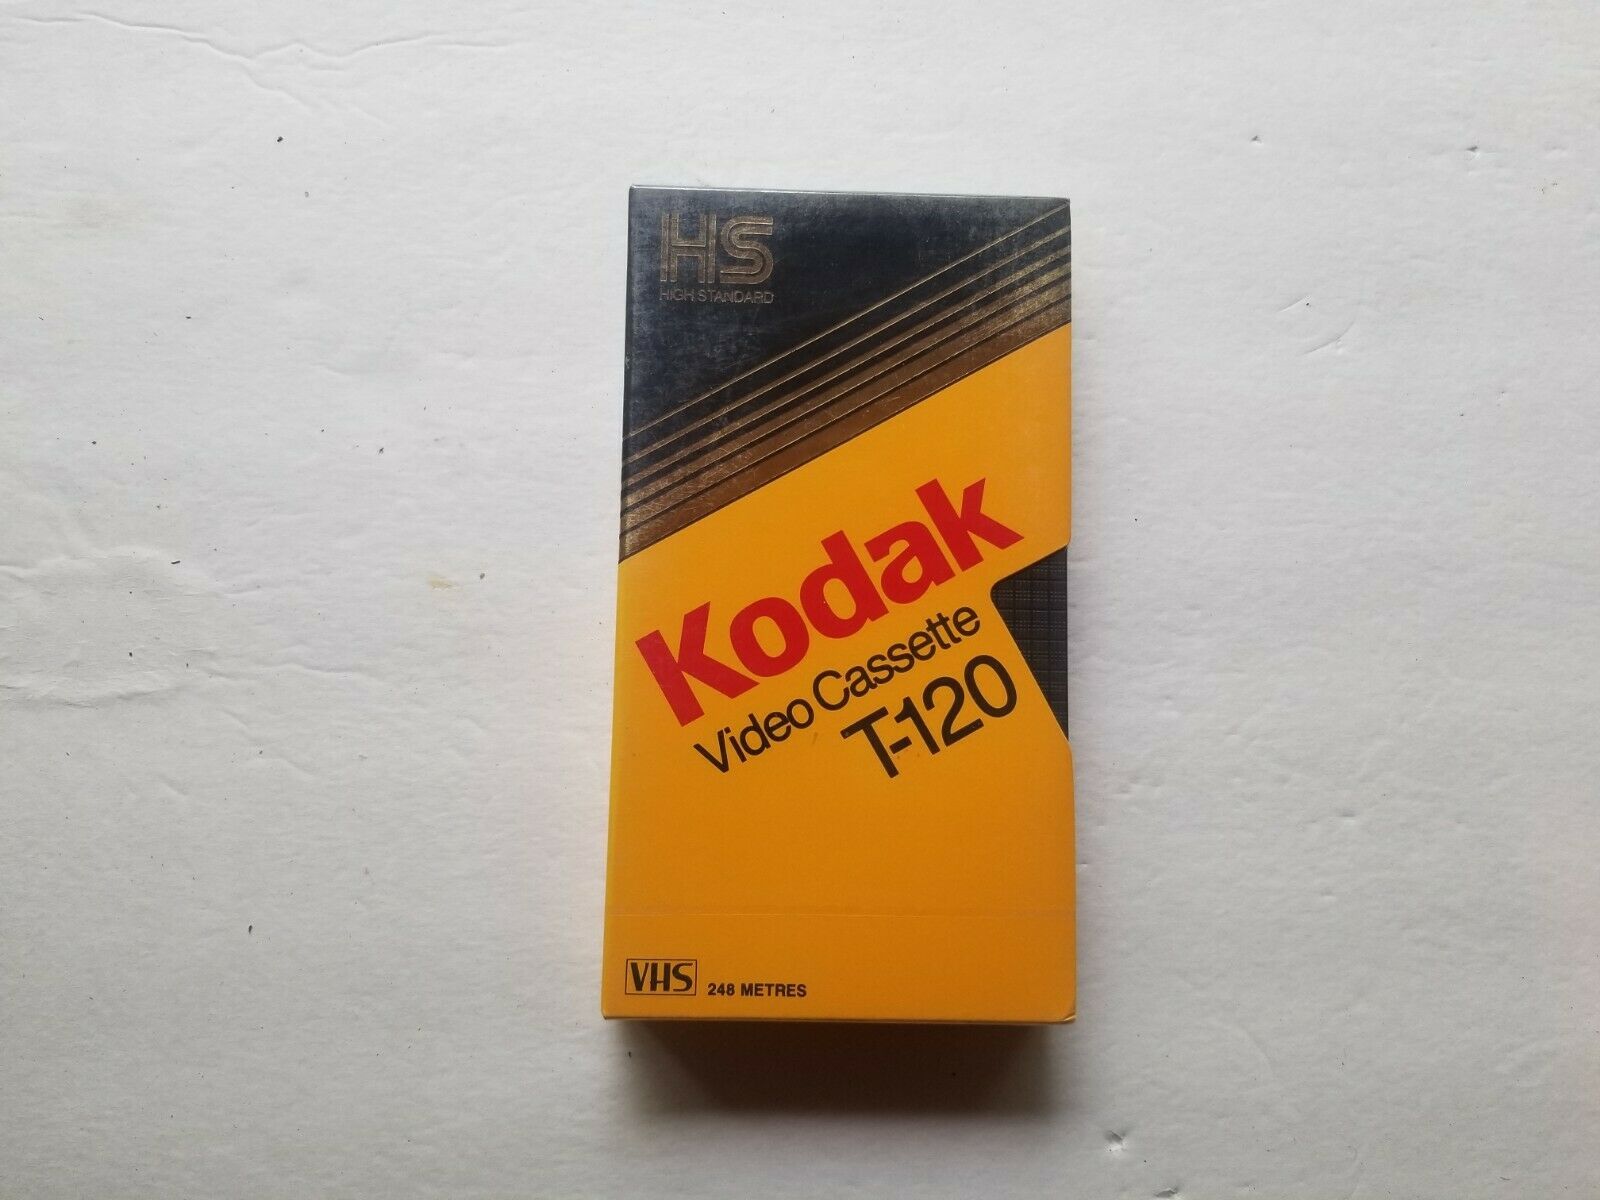 HS
HIGH STANDARD
Kodak
Video Cassette
T-120
VHS 248 METRES